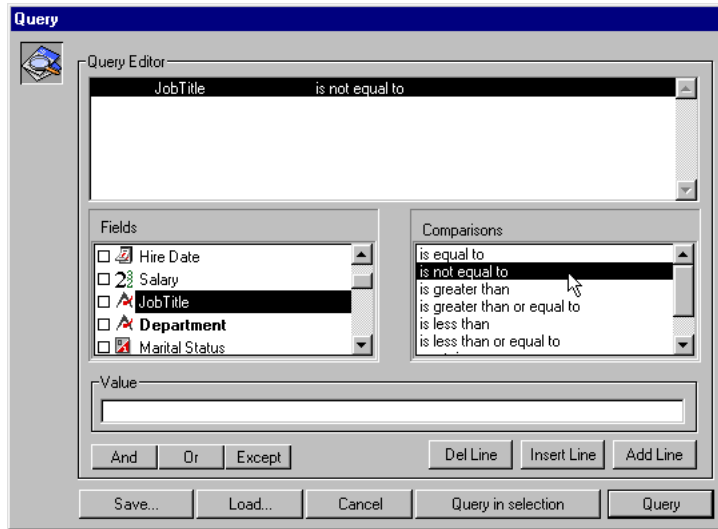 Query
Query Editor
JobTitle is not equal to
Fields
Hire Date
Salary
JobTitle
Department
Marital Status
Comparisons
is equal to
is not equal to
is greater than
is greater than or equal to
is less than
is less than or equal to
Value
And Or Except Del Line Insert Line Add Line
Save... Load... Cancel Query in selection Query